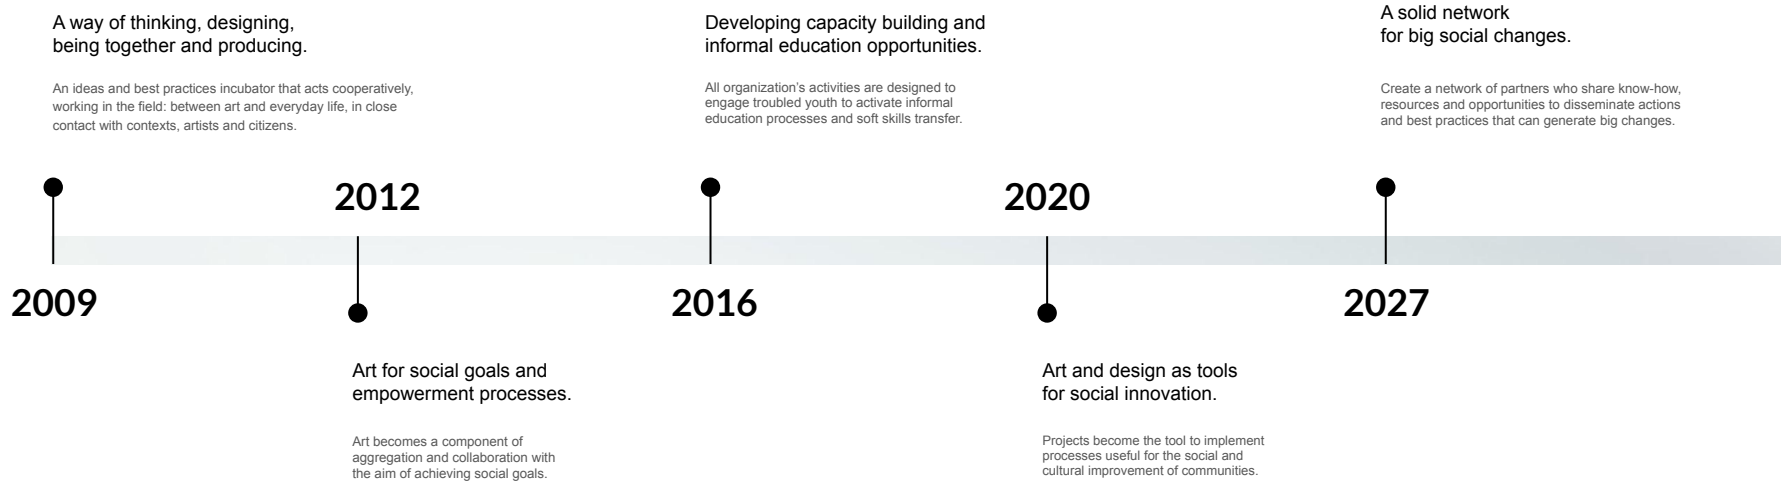 A way of thinking, designing,
being together and producing.
An ideas and best practices incubator that acts cooperatively,
working in the field: between art and everyday life, in close
contact with contexts, artists and citizens.
2009
2012
Art for social goals and
empowerment processes.
Art becomes a component of
aggregation and collaboration with
the aim of achieving social goals.
Developing capacity building and
informal education opportunities.
All organization's activities are designed to
engage troubled youth to activate informal
education processes and soft skills transfer.
2016
2020
Art and design as tools
for social innovation.
Projects become the tool to implement
processes useful for the social and
cultural improvement of communities.
A solid network
for big social changes.
Create a network of partners who share know-how,
resources and opportunities to disseminate actions
and best practices that can generate big changes.
2027